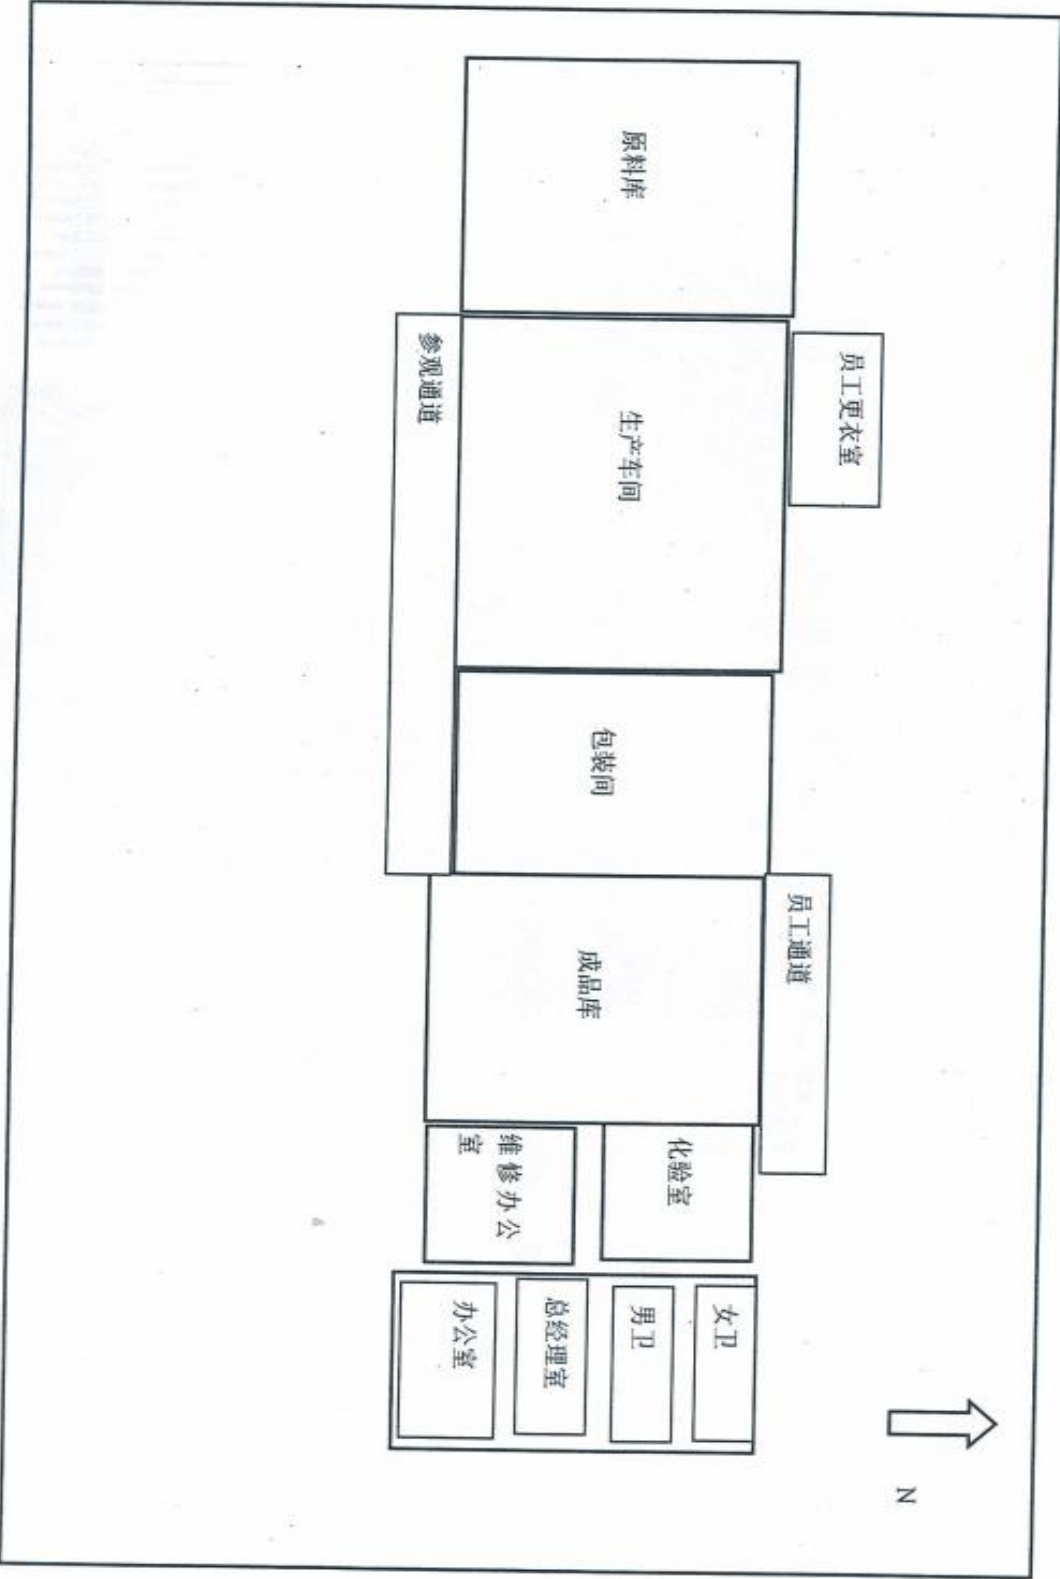 原料库
员工更衣室
参观通道
生产车间
包装间
员工通道
成品库
化验室
维修办公
室
女卫
男卫
总经理室
办公室
N